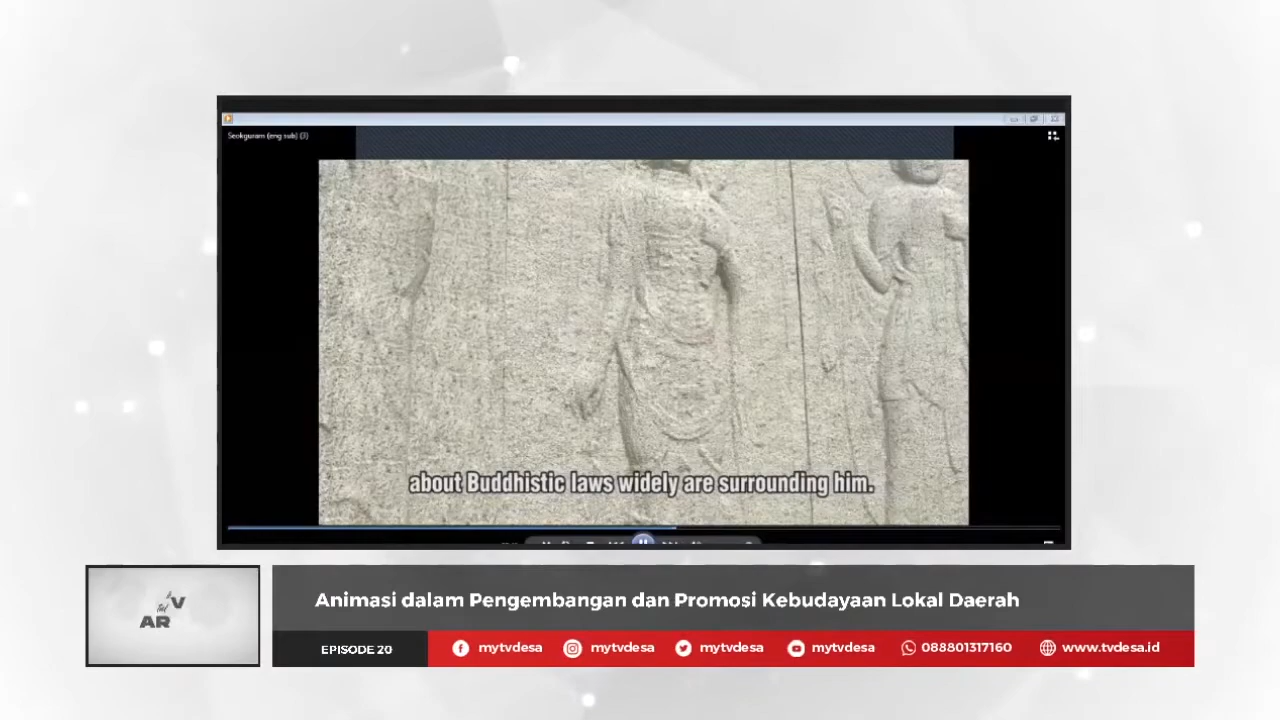 Seokguram (eng sub) (3)
about Buddhistic laws widely are surrounding him.
Animasi dalam Pengembangan dan Promosi Kebudayaan Lokal Daerah
EPISODE 20
mytvdesa
mytvdesa
mytvdesa
mytvdesa
088801317160
www.tvdesa.id